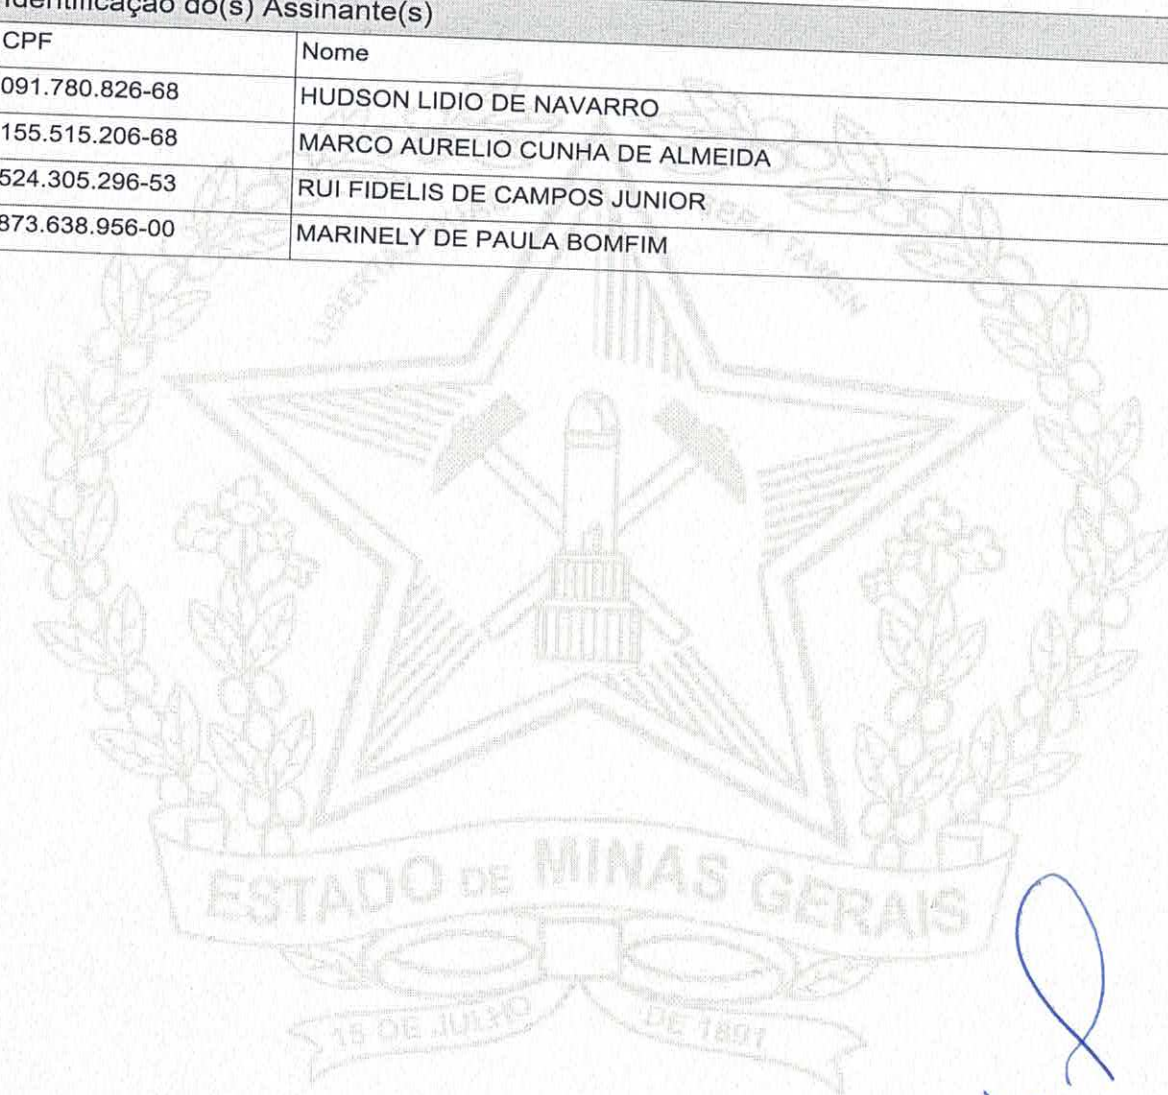 Identificação do(s) Assinante(s)
CPF Nome
091.780.826-68 HUDSON LIDIO DE NAVARRO
155.515.206-68 MARCO AURELIO CUNHA DE ALMEIDA
524.305.296-53 RUI FIDELIS DE CAMPOS JUNIOR
873.638.956-00 MARINELY DE PAULA BOMFIM
TAMEN
ESTADO DE MINAS GERAIS
15 DE JULHO DE 1891